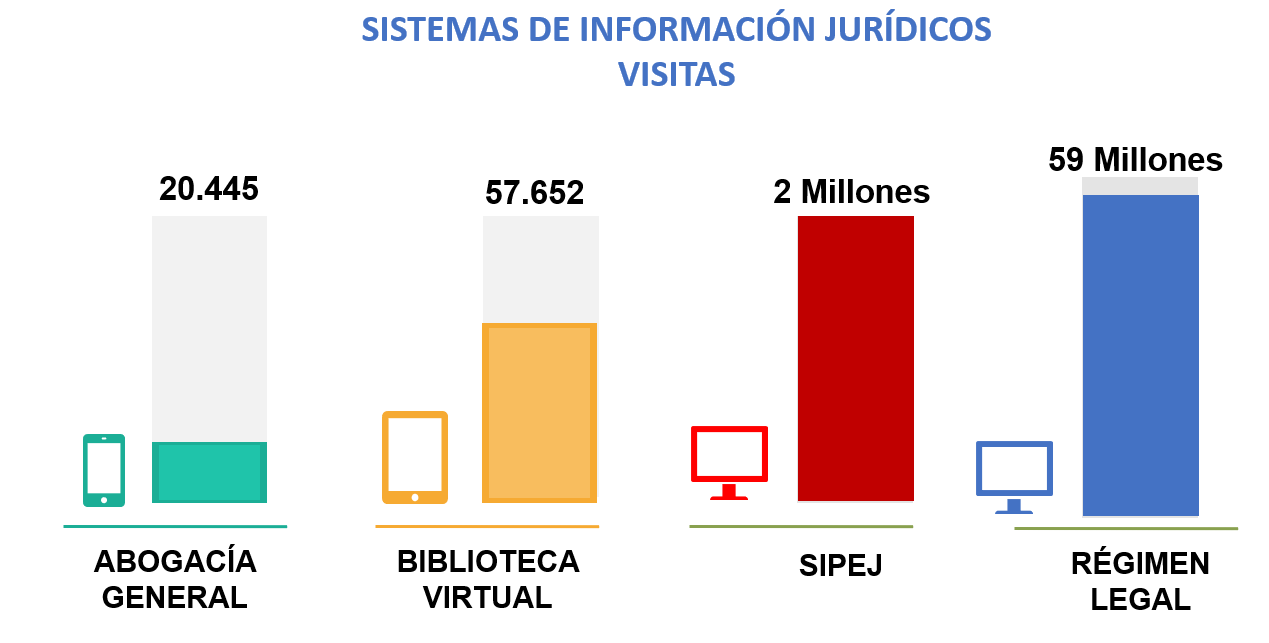 SISTEMAS DE INFORMACIÓN JURÍDICOS
VISITAS
20.445
57.652
2 Millones
59 Millones
ABOGACÍA
GENERAL
BIBLIOTECA
VIRTUAL
SIPEJ
RÉGIMEN
LEGAL